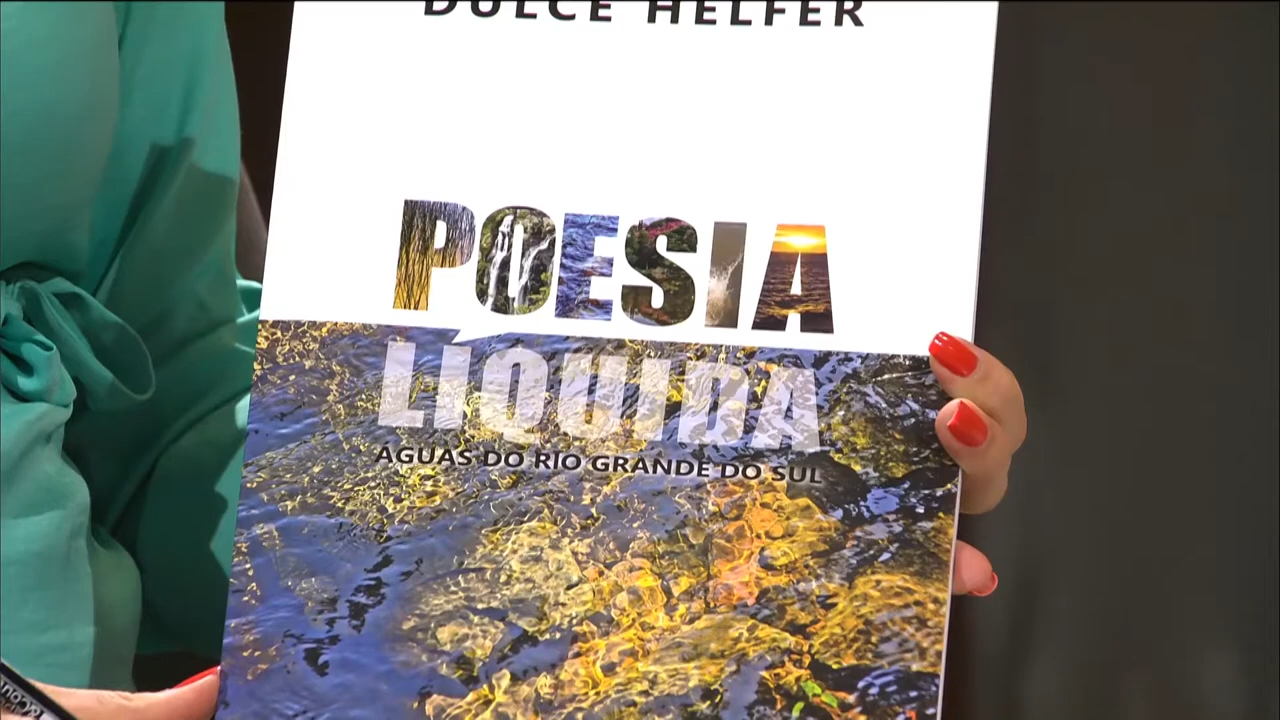 DULCE HELFER
POESIA
LÍQUIDA
ÁGUAS DO RIO GRANDE DO SUL